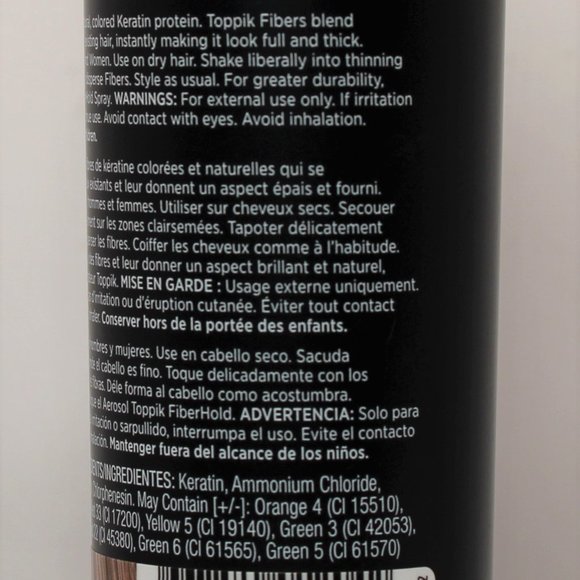 colored Keratin protein. Toppik Fibers blend
hair, instantly making it look full and thick.
Women. Use on dry hair. Shake liberally into thinning
Fibers. Style as usual. For greater durability,
Spray. WARNINGS: For external use only. If irritation
use. Avoid contact with eyes. Avoid inhalation.
de kératine colorées et naturelles qui se
existants et leur donnent un aspect épais et fourni.
hommes et femmes. Utiliser sur cheveux secs. Secouer
sur les zones clairsemées. Tapoter délicatement
les fibres. Coiffer les cheveux comme à l'habitude.
fibres et leur donner un aspect brillant et naturel,
Toppik. MISE EN GARDE : Usage externe uniquement.
d'irritation ou d'éruption cutanée. Éviter tout contact
Conserver hors de la portée des enfants.
y mujeres. Use en cabello seco. Sacuda
el cabello es fino. Toque delicadamente con los
Déle forma al cabello como acostumbra.
el Aerosol Toppik FiberHold. ADVERTENCIA: Solo para
o sarpullido, interrumpa el uso. Evite el contacto
Mantenger fuera del alcance de los niños.
/INGREDIENTES: Keratin, Ammonium Chloride,
Chlorphenesin. May Contain [+/-]: Orange 4 (CI 15510),
33 (CI 17200), Yellow 5 (CI 19140), Green 3 (CI 42053),
(CI 45380), Green 6 (CI 61565), Green 5 (CI 61570)